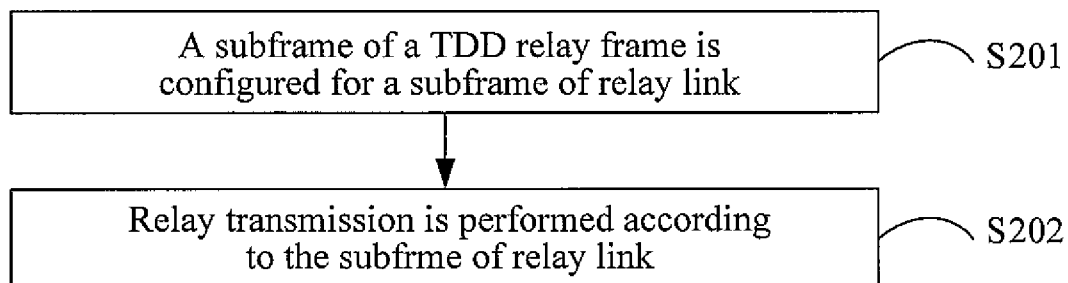 A subframe of a TDD relay frame is
configured for a subframe of relay link
S201
Relay transmission is performed according
to the subfrme of relay link
S202